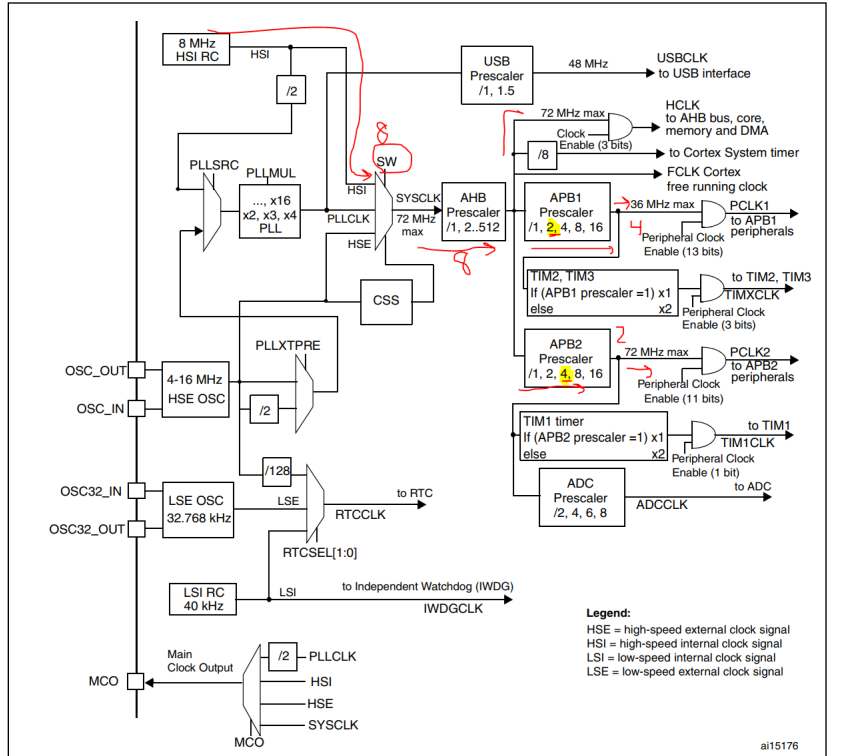 8 MHz
HSI RC
HSI
/2
PLLSRC
PLLMUL
..., x16
x2, x3, x4
PLL
8
SW
HSI
PLLCLK
HSE
SYSCLK
72 MHz
max
8
CSS
USB
Prescaler
/1, 1.5
48 MHz
USBCLK
to USB interface
AHB
Prescaler
/1, 2..512
72 MHz max
Clock
Enable (3 bits)
HCLK
to AHB bus, core,
memory and DMA
/8
to Cortex System timer
FCLK Cortex
free running clock
APB1
Prescaler
/1, 2, 4, 8, 16
36 MHz max
4
PCLK1
to APB1
peripherals
Peripheral Clock
Enable (13 bits)
TIM2, TIM3
If (APB1 prescaler =1) x1
else x2
to TIM2, TIM3
TIMXCLK
Peripheral Clock
Enable (3 bits)
APB2
Prescaler
/1, 2, 4, 8, 16
2
72 MHz max
PCLK2
to APB2
peripherals
Peripheral Clock
Enable (11 bits)
TIM1 timer
If (APB2 prescaler =1) x1
else x2
to TIM1
TIM1CLK
Peripheral Clock
Enable (1 bit)
ADC
Prescaler
/2, 4, 6, 8
to ADC
ADCCLK
PLLXTPRE
OSC_OUT
OSC_IN
4-16 MHz
HSE OSC
/2
/128
OSC32_IN
OSC32_OUT
LSE OSC
32.768 kHz
LSE
to RTC
RTCCLK
RTCSEL[1:0]
LSI RC
40 kHz
LSI
to Independent Watchdog (IWDG)
IWDGCLK
Main
Clock Output
MCO
/2
PLLCLK
HSI
HSE
SYSCLK
MCO
Legend:
HSE = high-speed external clock signal
HSI = high-speed internal clock signal
LSI = low-speed internal clock signal
LSE = low-speed external clock signal
ai15176